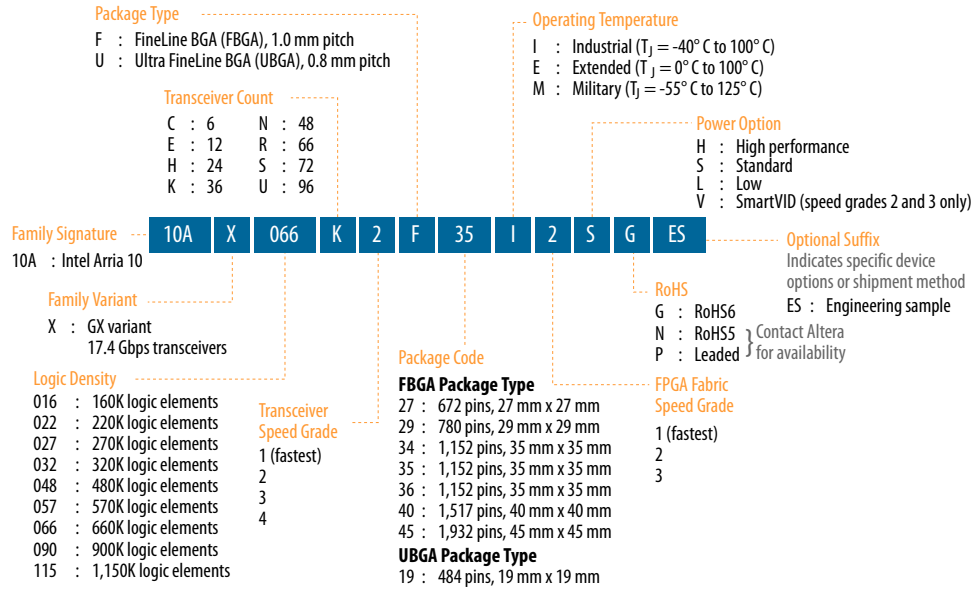 Package Type
F : FineLine BGA (FBGA), 1.0 mm pitch
U : Ultra FineLine BGA (UBGA), 0.8 mm pitch
Operating Temperature
I : Industrial (TJ = -40° C to 100° C)
E : Extended (T J = 0° C to 100° C)
M : Military (TJ = -55° C to 125° C)
Transceiver Count
C : 6 N : 48
E : 12 R : 66
H : 24 S : 72
K : 36 U : 96
Power Option
H : High performance
S : Standard
L : Low
V : SmartVID (speed grades 2 and 3 only)
Family Signature
10A : Intel Arria 10
10A X 066 K 2 F 35 I 2 S G ES
Optional Suffix
Indicates specific device
options or shipment method
ES : Engineering sample
Family Variant
X : GX variant
17.4 Gbps transceivers
RoHS
G : RoHS6
N : RoHS5
P : Leaded
Contact Altera
for availability
Logic Density
016 : 160K logic elements
022 : 220K logic elements
027 : 270K logic elements
032 : 320K logic elements
048 : 480K logic elements
057 : 570K logic elements
066 : 660K logic elements
090 : 900K logic elements
115 : 1,150K logic elements
Transceiver
Speed Grade
1 (fastest)
2
3
4
Package Code
FBGA Package Type
27 : 672 pins, 27 mm x 27 mm
29 : 780 pins, 29 mm x 29 mm
34 : 1,152 pins, 35 mm x 35 mm
35 : 1,152 pins, 35 mm x 35 mm
36 : 1,152 pins, 35 mm x 35 mm
40 : 1,517 pins, 40 mm x 40 mm
45 : 1,932 pins, 45 mm x 45 mm
UBGA Package Type
19 : 484 pins, 19 mm x 19 mm
FPGA Fabric
Speed Grade
1 (fastest)
2
3